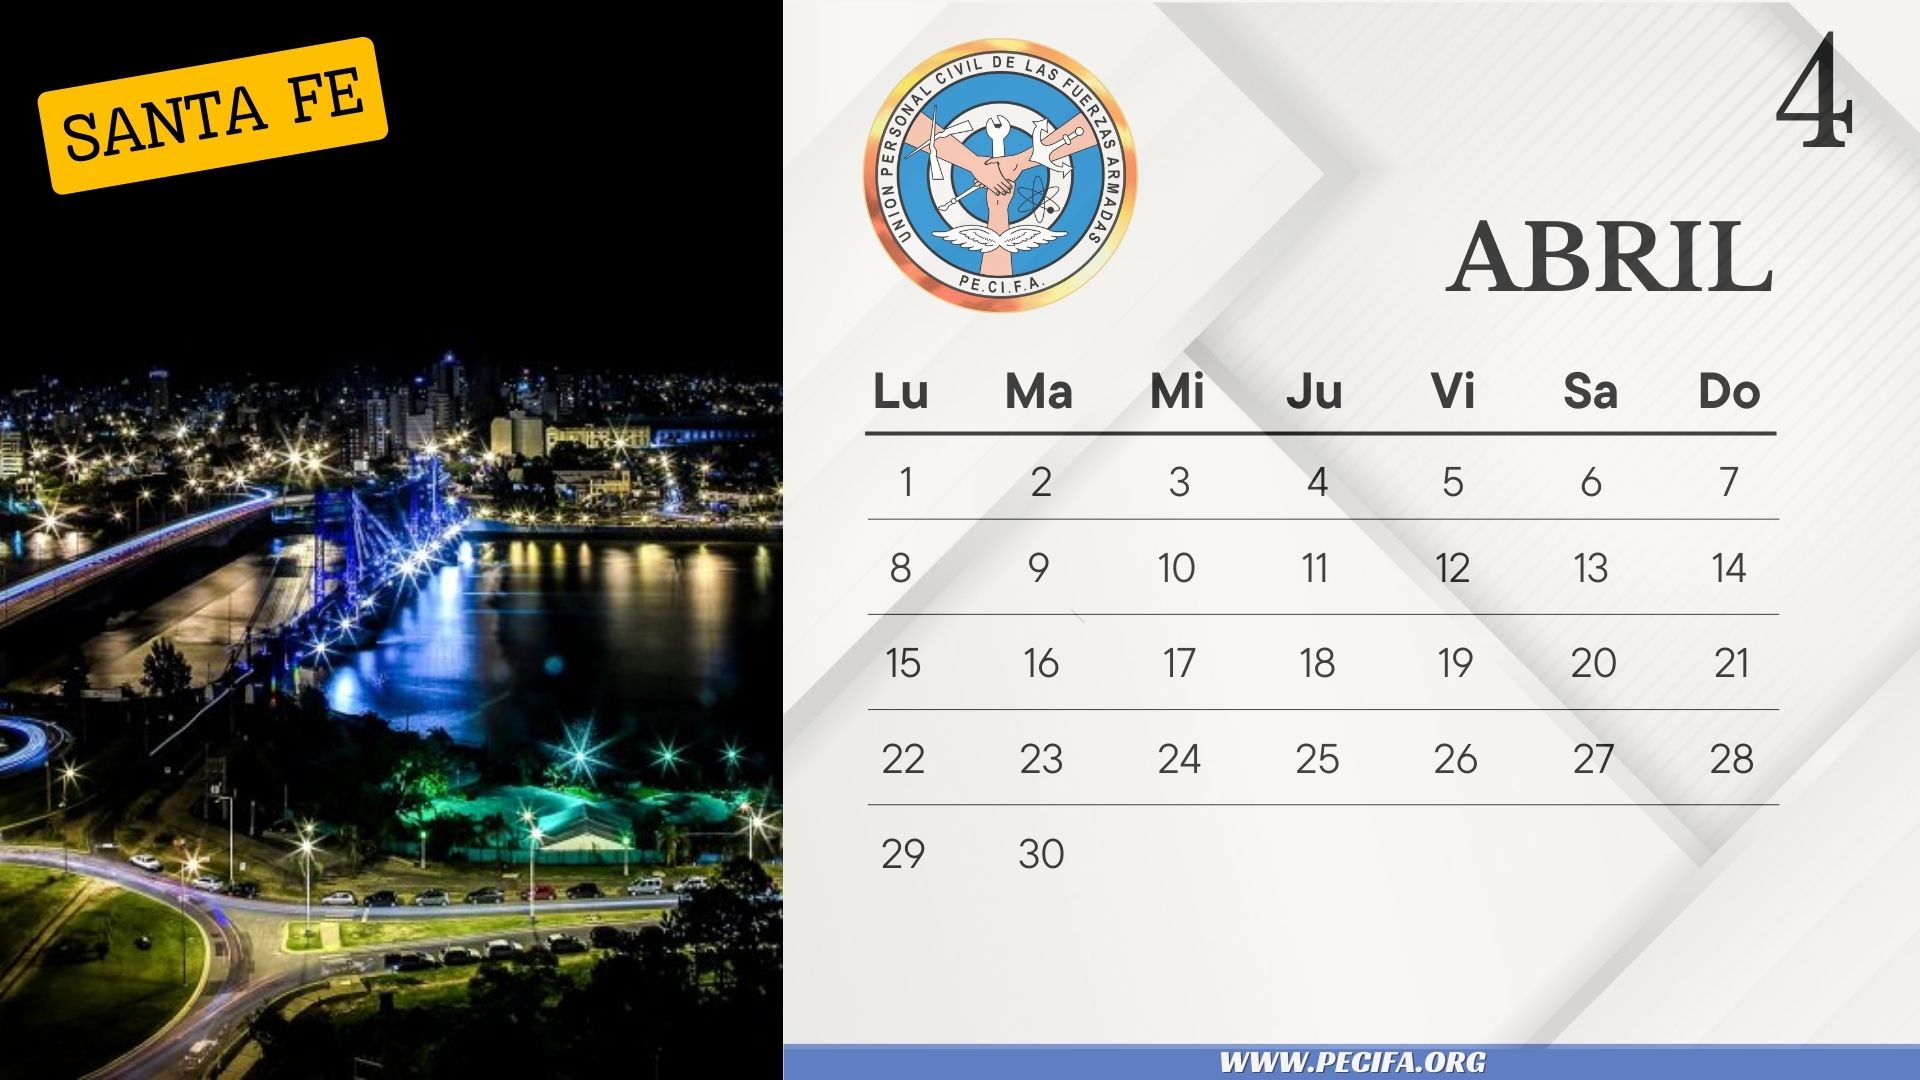 SANTA FE
UNION PERSONAL CIVIL DE LAS FUERZAS ARMADAS
PE.CI.F.A.
4
ABRIL
Lu Ma Mi Ju Vi Sa Do
1 2 3 4 5 6 7
8 9 10 11 12 13 14
15 16 17 18 19 20 21
22 23 24 25 26 27 28
29 30
WWW.PECIFA.ORG